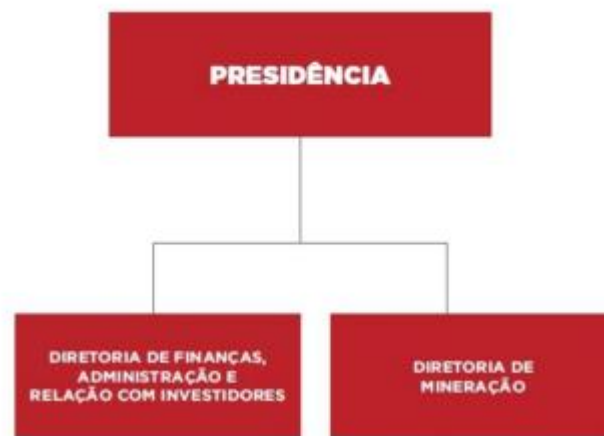 PRESIDÊNCIA
DIRETORIA DE FINANÇAS,
ADMINISTRAÇÃO E
RELAÇÃO COM INVESTIDORES
DIRETORIA DE
MINERAÇÃO